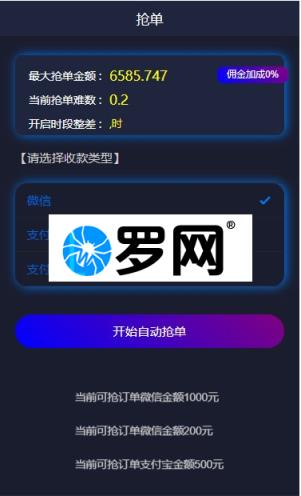 抢单
最大抢单金额： 6585.747
佣金加成0%
当前抢单难数： 0.2
开启时段整差： ,时
【请选择收款类型】
微信
支付
罗网®
支付
开始自动抢单
当前可抢订单微信金额1000元
当前可抢订单微信金额200元
当前可抢订单支付宝金额500元